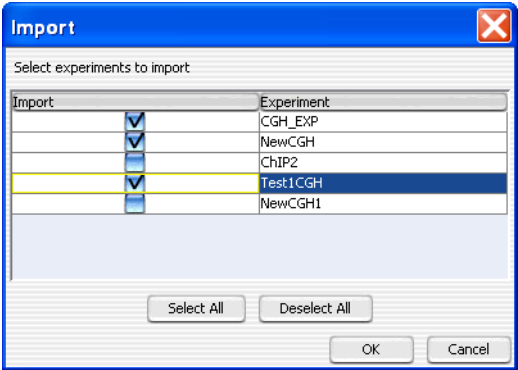 Import
Select experiments to import
Import Experiment
CGH_EXP
NewCGH
ChIP2
Test1CGH
NewCGH1
Select All Deselect All
OK Cancel